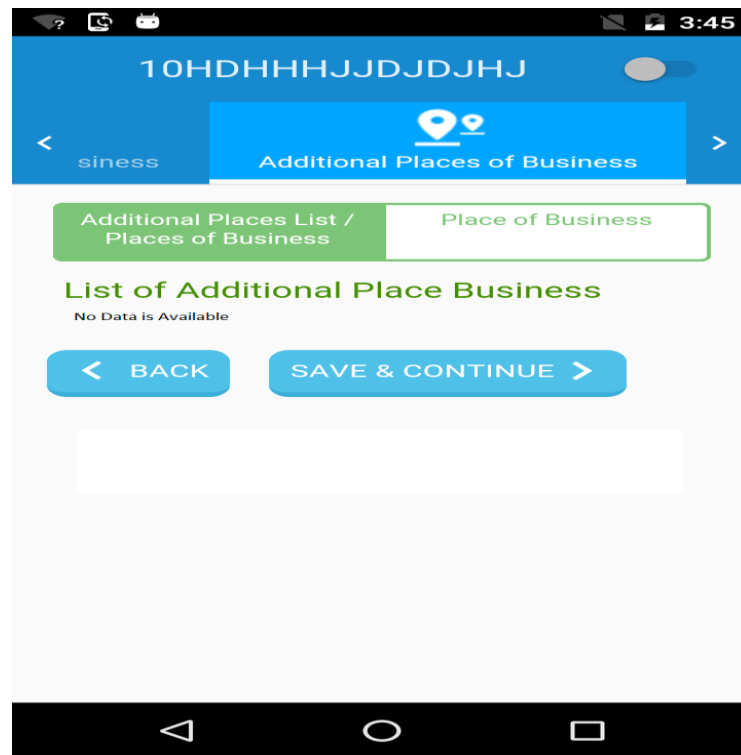 3:45
10HDHHHJJDJDJHJ
siness
Additional Places of Business
Additional Places List /
Places of Business
Place of Business
List of Additional Place Business
No Data is Available
BACK
SAVE & CONTINUE